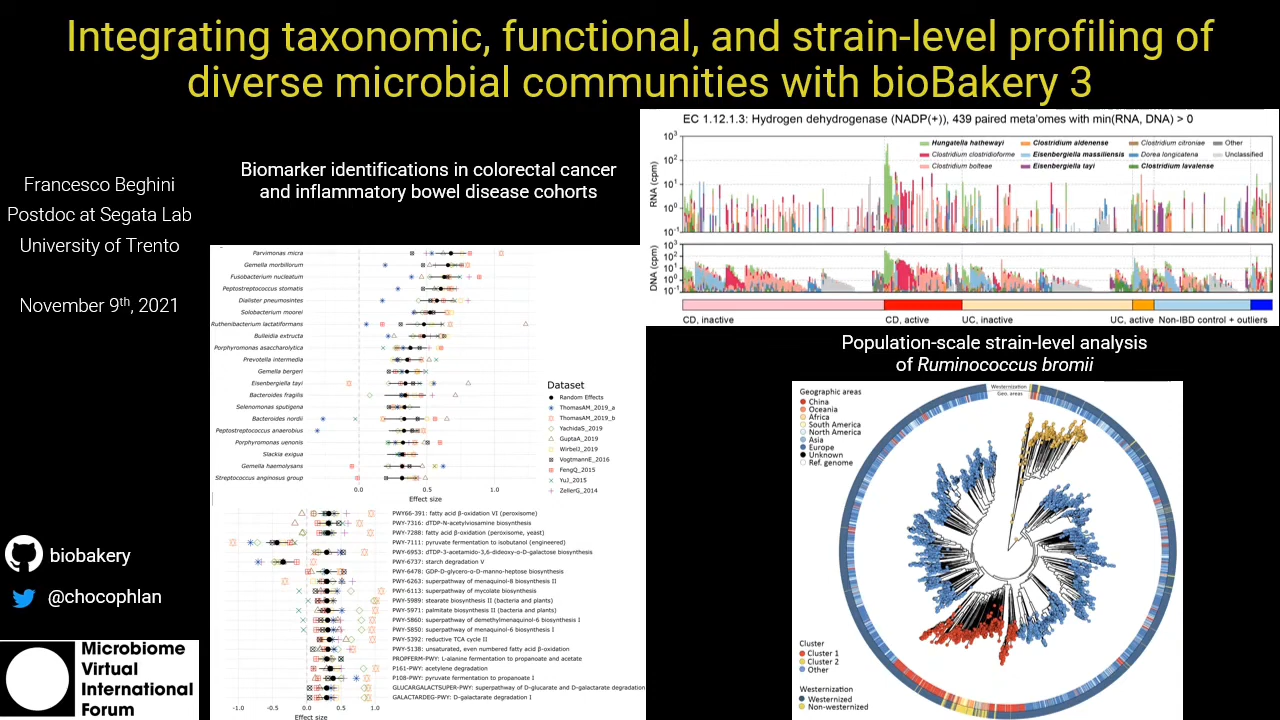 Integrating taxonomic, functional, and strain-level profiling of
diverse microbial communities with bioBakery 3
Francesco Beghini
Postdoc at Segata Lab
University of Trento
November 9th, 2021
biobakery
@chocophlan
Microbiome
Virtual
International
Forum
Biomarker identifications in colorectal cancer
and inflammatory bowel disease cohorts
Parvimonas micra
Gemella morbillorum
Fusobacterium nucleatum
Peptostreptococcus stomatis
Dialister pneumosintes
Solobacterium moorei
Ruthenibacterium lactatiformans
Bulleidia extructa
Porphyromonas asaccharolytica
Prevotella intermedia
Gemella bergeri
Eisenbergiella tayi
Bacteroides fragilis
Selenomonas sputigena
Bacteroides nordii
Peptostreptococcus anaerobius
Porphyromonas uenonis
Slackia exigua
Gemella haemolysans
Streptococcus anginosus group
0.0 0.5 1.0
Effect size
Dataset
Random Effects
ThomasAM_2019_a
ThomasAM_2019_b
YachidaS_2019
GuptaA_2019
WirbelJ_2019
VogtmannE_2016
FengQ_2015
YuJ_2015
ZellerG_2014
PWY66-391: fatty acid β-oxidation VI (peroxisome)
PWY-7316: dTDP-N-acetylviosamine biosynthesis
PWY-7288: fatty acid β-oxidation (peroxisome, yeast)
PWY-7111: pyruvate fermentation to isobutanol (engineered)
PWY-6953: dTDP-3-acetamido-3,6-dideoxy-α-D-galactose biosynthesis
PWY-6737: starch degradation V
PWY-6478: GDP-D-glycero-α-D-manno-heptose biosynthesis
PWY-6263: superpathway of menaquinol-8 biosynthesis II
PWY-6113: superpathway of mycolate biosynthesis
PWY-5989: stearate biosynthesis II (bacteria and plants)
PWY-5971: palmitate biosynthesis II (bacteria and plants)
PWY-5860: superpathway of demethylmenaquinol-6 biosynthesis I
PWY-5850: superpathway of menaquinol-6 biosynthesis I
PWY-5392: reductive TCA cycle II
PWY-5138: unsaturated, even numbered fatty acid β-oxidation
PROPFERM-PWY: L-alanine fermentation to propanoate and acetate
P161-PWY: acetylene degradation
P108-PWY: pyruvate fermentation to propanoate I
GLUCARGALACTSUPER-PWY: superpathway of D-glucarate and D-galactarate degradation
GALACTARDEG-PWY: D-galactarate degradation I
-1.0 -0.5 0.0 0.5 1.0
Effect size
EC 1.12.1.3: Hydrogen dehydrogenase (NADP(+)), 439 paired meta'omes with min(RNA, DNA) > 0
RNA (cpm)
10³
10²
10¹
10⁰
10⁻¹
Hungatella hathewayi
Clostridium clostridioforme
Clostridium bolteae
Clostridium aldenense
Eisenbergiella massiliensis
Eisenbergiella tayi
Clostridium citroniae
Dorea longicatena
Clostridium lavalense
Other
Unclassified
DNA (cpm)
10³
10²
10¹
10⁰
10⁻¹
CD, inactive CD, active UC, inactive UC, active Non-IBD control + outliers
Population-scale strain-level analysis
of Ruminococcus bromii
Geographic areas
China
Oceania
Africa
South America
North America
Asia
Europe
Unknown
Ref. genome
Westernization
Geo. areas
Cluster
Cluster 1
Cluster 2
Other
Westernization
Westernized
Non-westernized